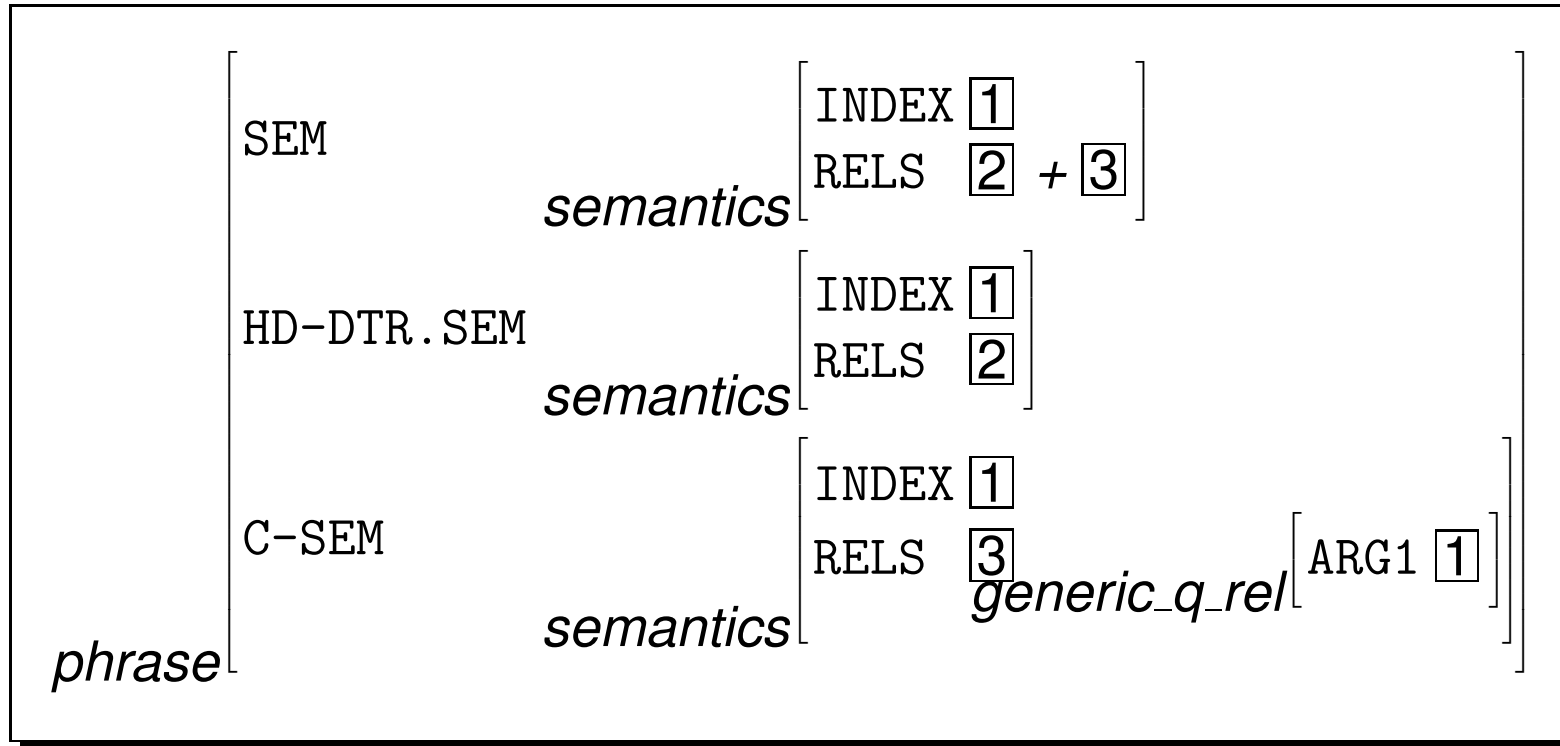 SEM
INDEX 1
RELS 2 + 3
semantics
HD-DTR.SEM
INDEX 1
RELS 2
semantics
C-SEM
INDEX 1
RELS 3 generic_q_rel ARG1 1
semantics
phrase